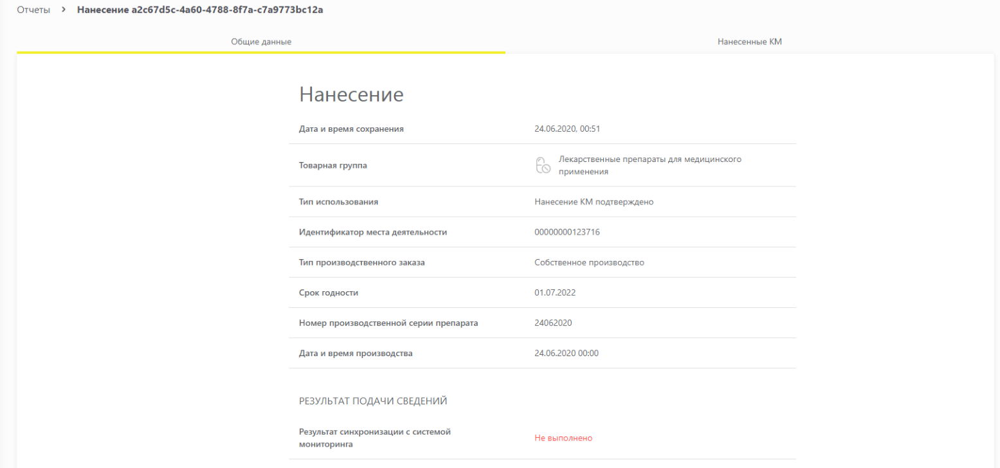 Отчеты > Нанесение a2c67d5c-4a60-4788-8f7a-c7a9773bc12a
Общие данные Нанесенные КМ
Нанесение
Дата и время сохранения 24.06.2020, 00:51
Товарная группа Лекарственные препараты для медицинского
применения
Тип использования Нанесение КМ подтверждено
Идентификатор места деятельности 00000000123716
Тип производственного заказа Собственное производство
Срок годности 01.07.2022
Номер производственной серии препарата 24062020
Дата и время производства 24.06.2020 00:00
РЕЗУЛЬТАТ ПОДАЧИ СВЕДЕНИЙ
Результат синхронизации с системой
мониторинга Не выполнено